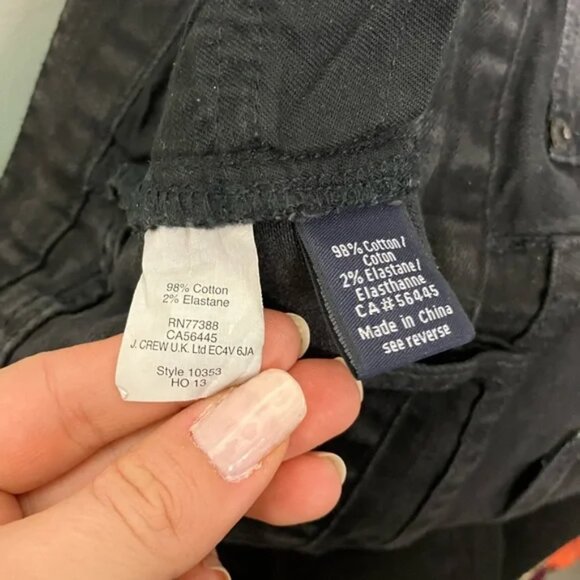 98% Cotton
2% Elastane
RN77388
CA56445
J. CREW U.K. Ltd EC4V 6JA
Style 10353
HO 13
98% Cotton/
Coton
2% Elastane/
Elasthanne
CA#56445
Made in China
see reverse